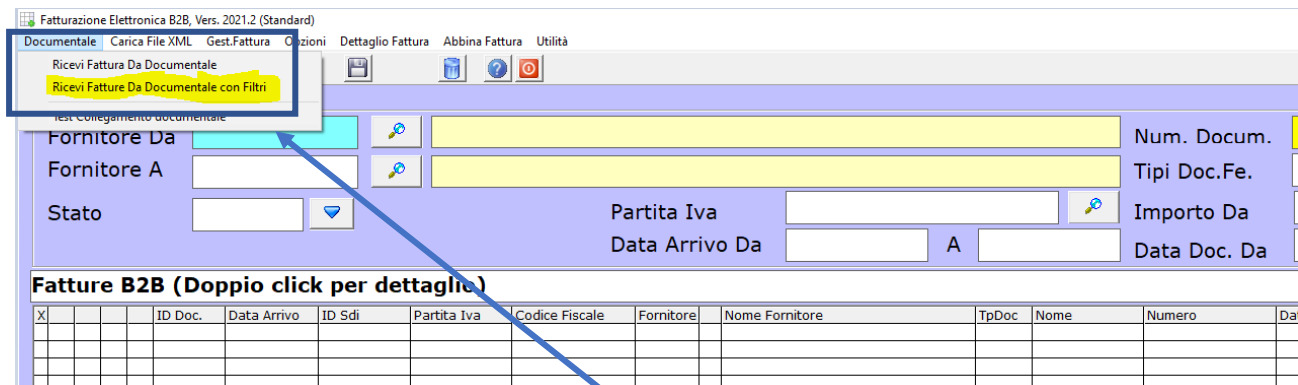 Fatturazione Elettronica B2B, Vers. 2021.2 (Standard)
Documentale Carica File XML Gest.Fattura Opzioni Dettaglio Fattura Abbina Fattura Utilità
Ricevi Fattura Da Documentale
Ricevi Fatture Da Documentale con Filtri
Test Collegamento documentale
Fornitore Da Num. Docum.
Fornitore A Tipi Doc.Fe.
Stato Partita Iva Importo Da
Data Arrivo Da A Data Doc. Da
Fatture B2B (Doppio click per dettaglio)
X ID Doc. Data Arrivo ID Sdi Partita Iva Codice Fiscale Fornitore Nome Fornitore TpDoc Nome Numero